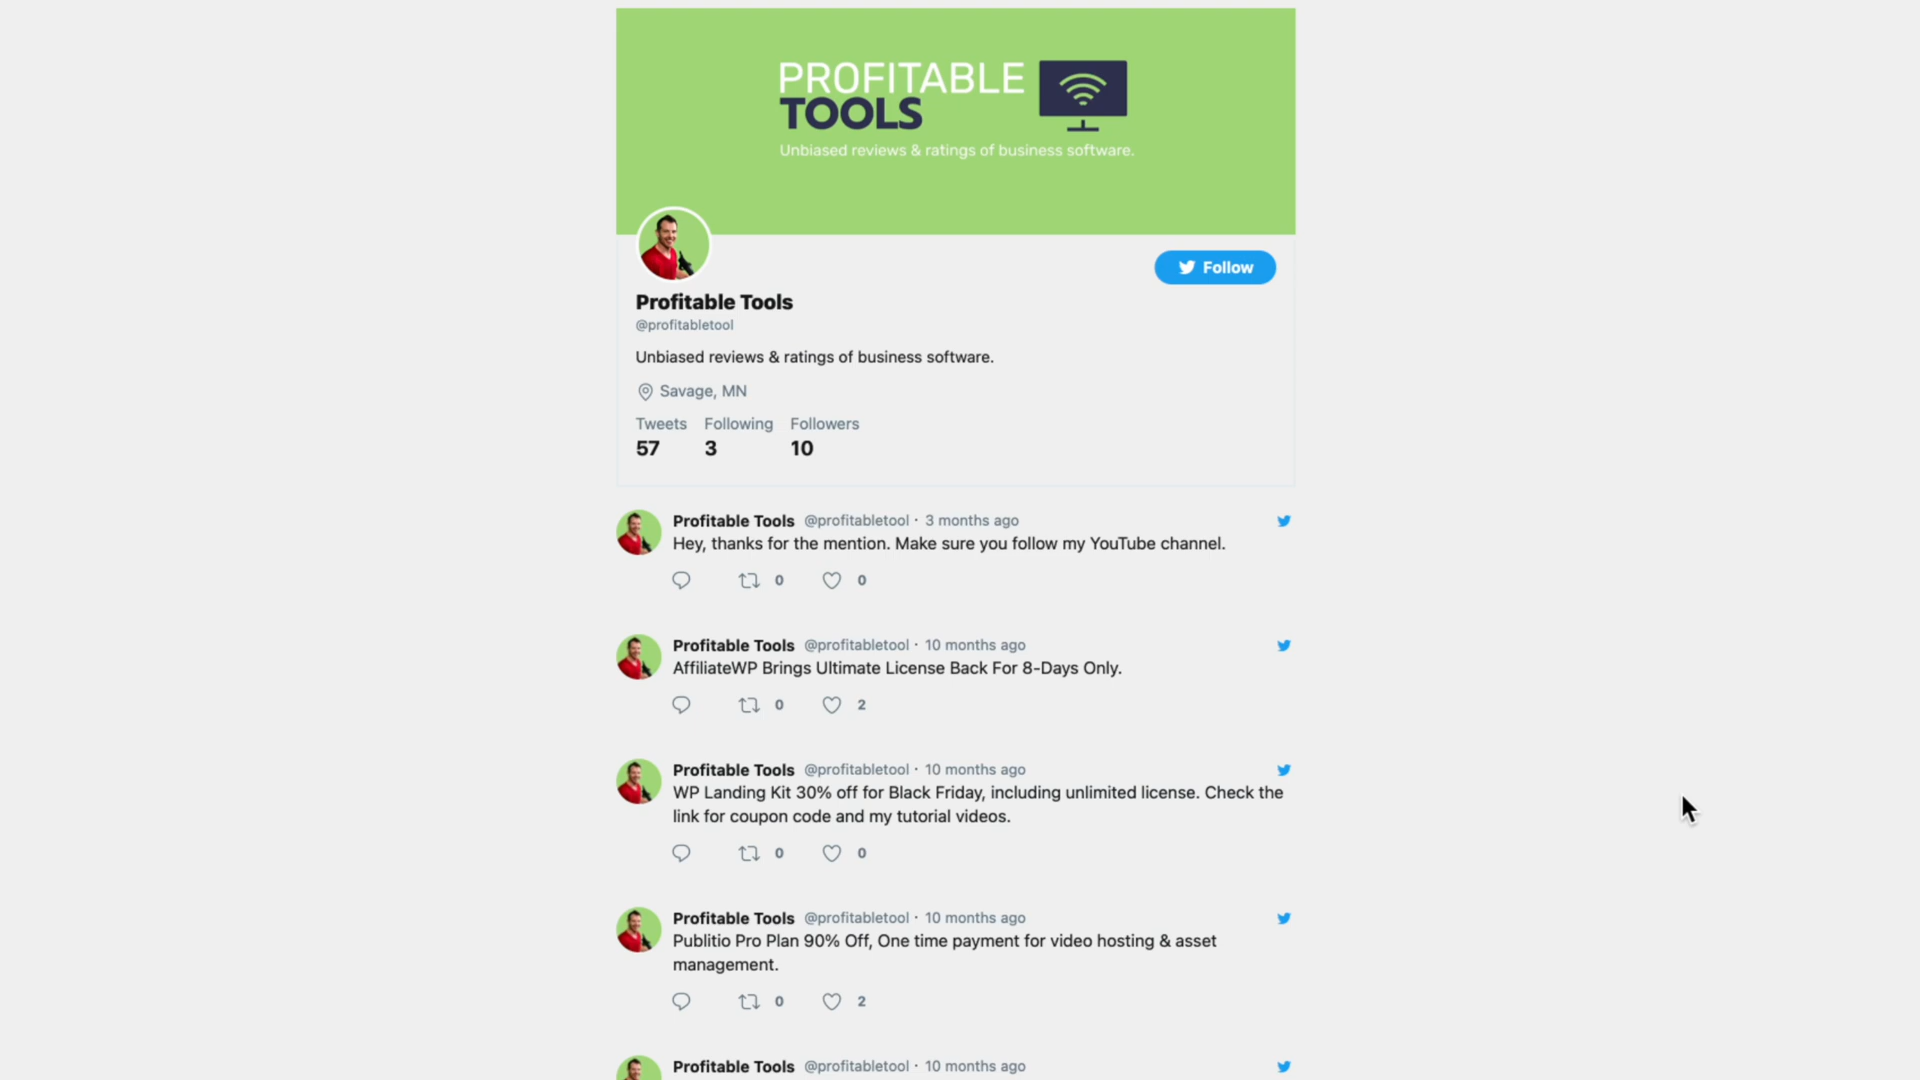 PROFITABLE
TOOLS
Unbiased reviews & ratings of business software.
Follow
Profitable Tools
@profitabletool
Unbiased reviews & ratings of business software.
Savage, MN
Tweets Following Followers
57 3 10
Profitable Tools @profitabletool · 3 months ago
Hey, thanks for the mention. Make sure you follow my YouTube channel.
0 0
Profitable Tools @profitabletool · 10 months ago
AffiliateWP Brings Ultimate License Back For 8-Days Only.
0 2
Profitable Tools @profitabletool · 10 months ago
WP Landing Kit 30% off for Black Friday, including unlimited license. Check the
link for coupon code and my tutorial videos.
0 0
Profitable Tools @profitabletool · 10 months ago
Publitio Pro Plan 90% Off, One time payment for video hosting & asset
management.
0 2
Profitable Tools @profitabletool · 10 months ago